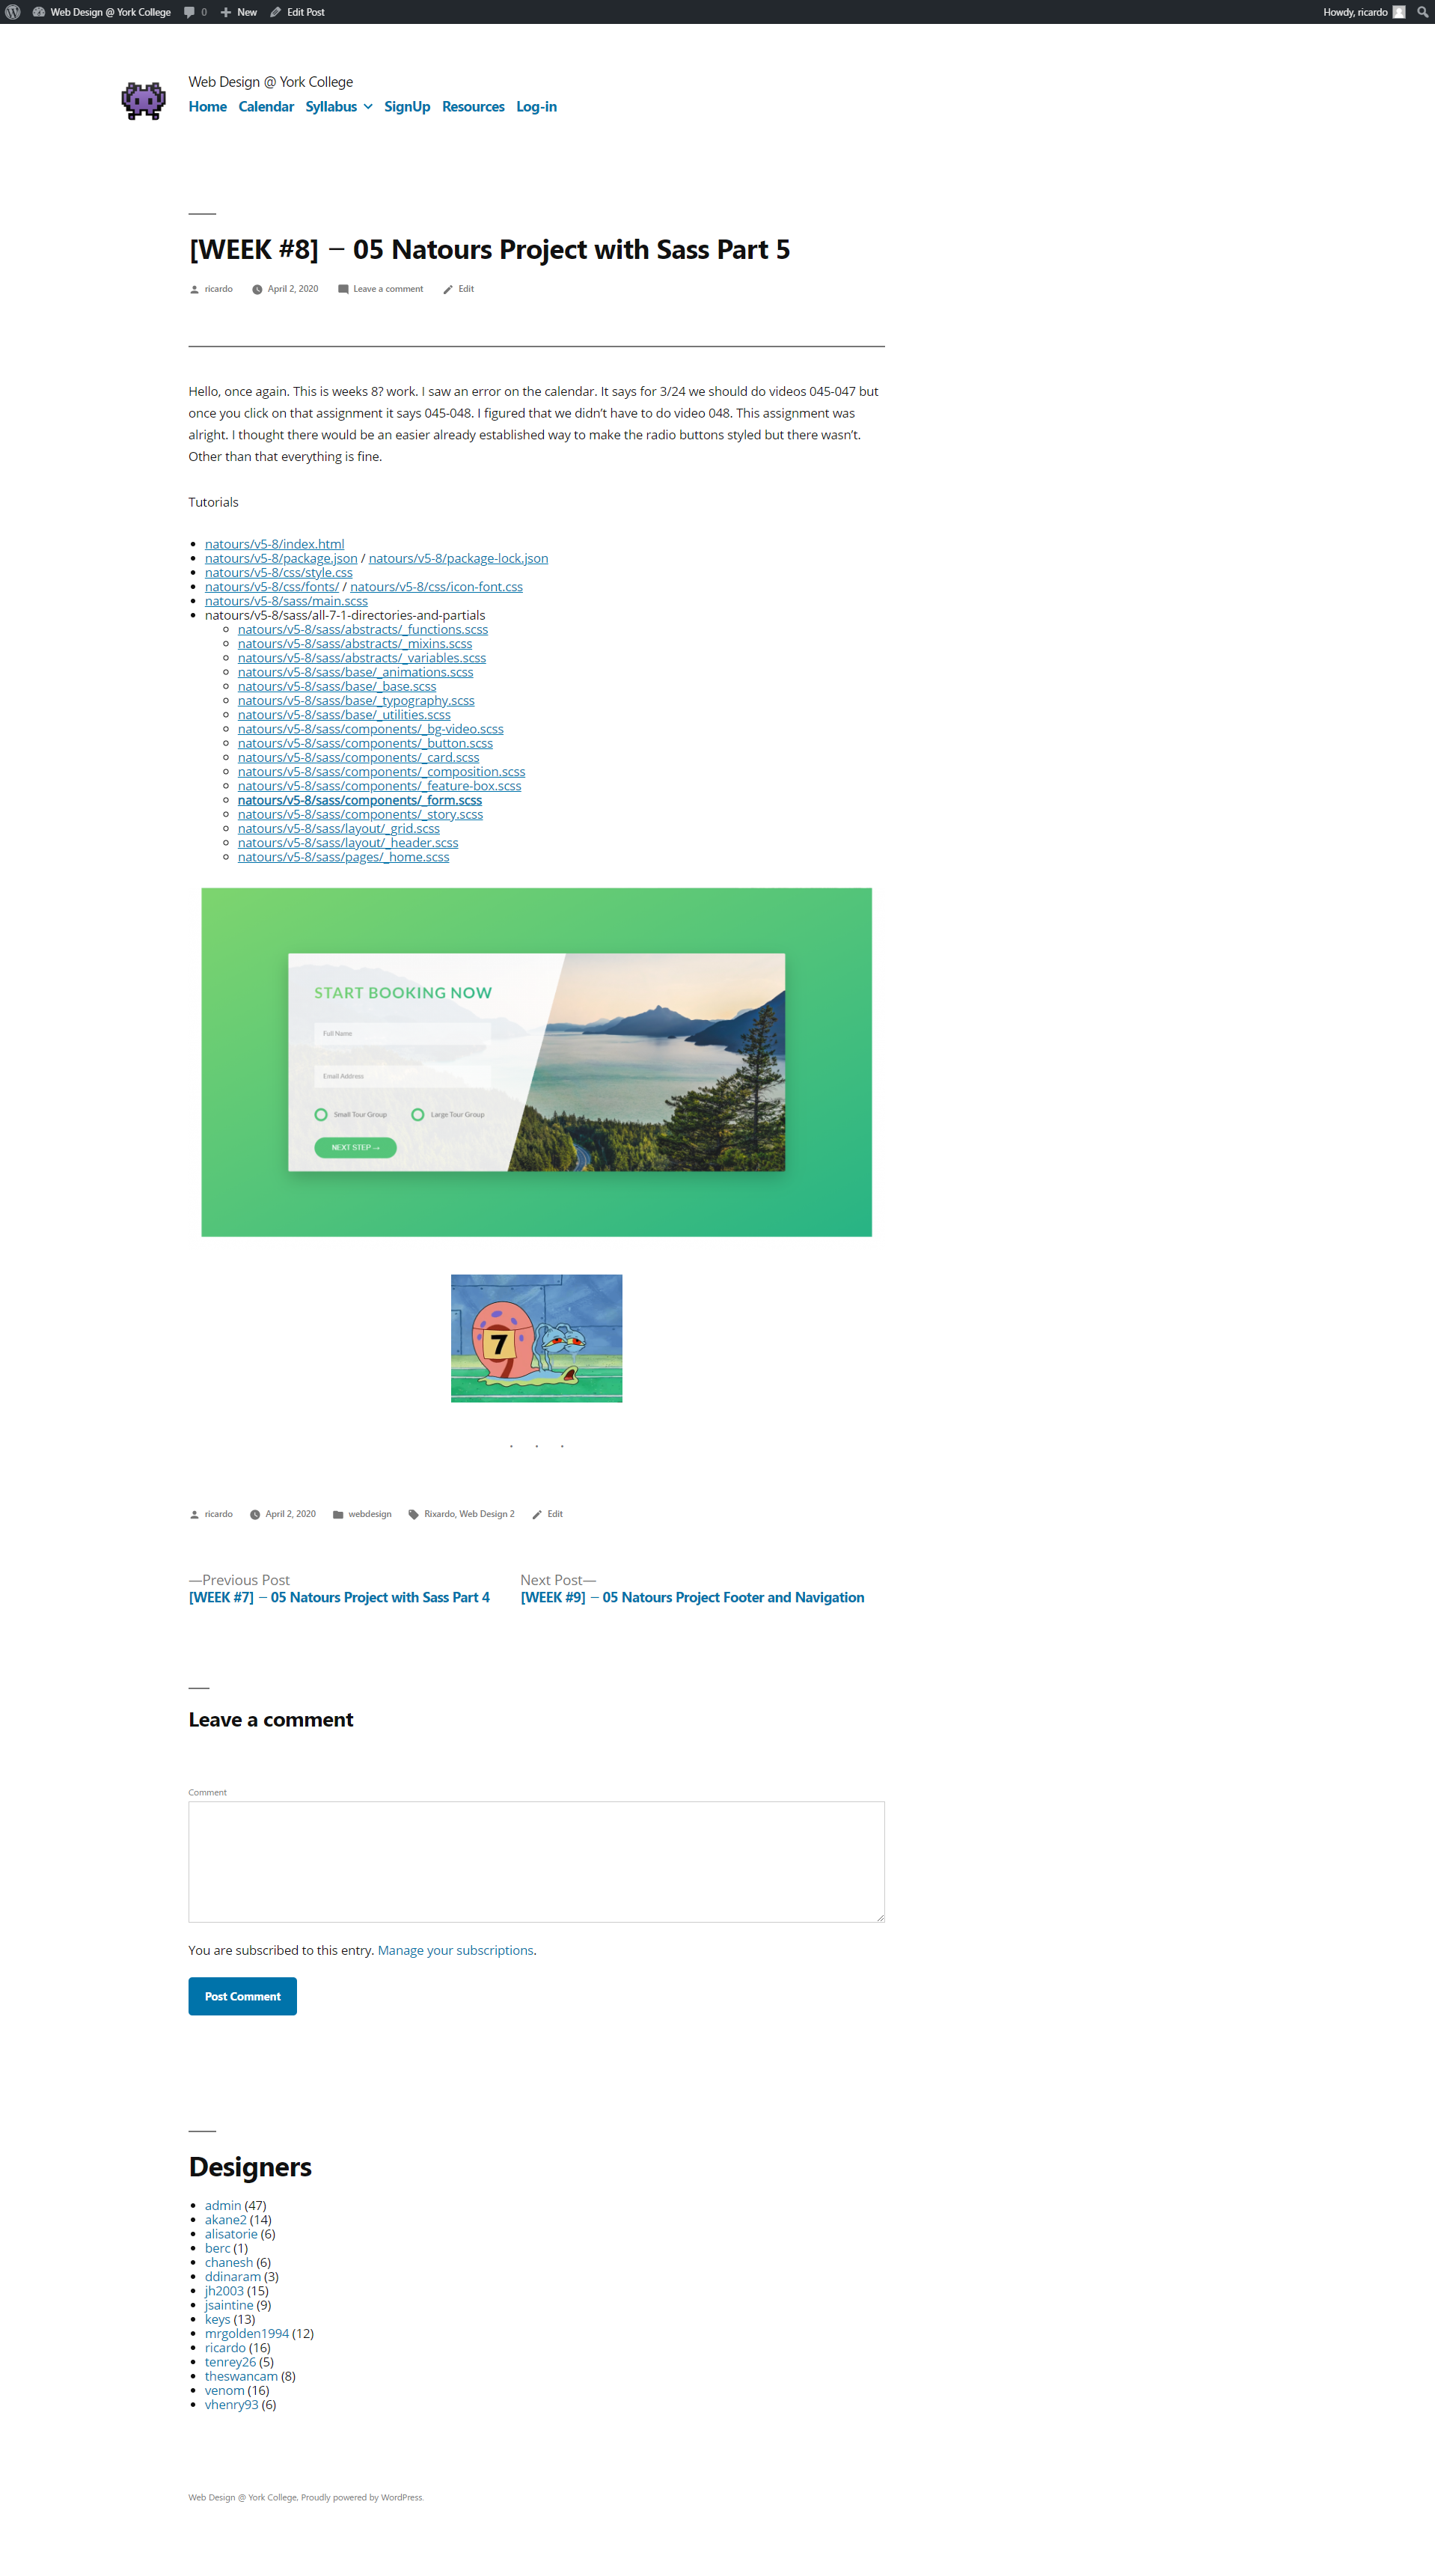 Web Design @ York College 0 New Edit Post Howdy, ricardo
Web Design @ York College
Home Calendar Syllabus SignUp Resources Log-in
[WEEK #8] – 05 Natours Project with Sass Part 5
ricardo April 2, 2020 Leave a comment Edit
Hello, once again. This is weeks 8? work. I saw an error on the calendar. It says for 3/24 we should do videos 045-047 but
once you click on that assignment it says 045-048. I figured that we didn’t have to do video 048. This assignment was
alright. I thought there would be an easier already established way to make the radio buttons styled but there wasn’t.
Other than that everything is fine.
Tutorials
natours/v5-8/index.html
natours/v5-8/package.json / natours/v5-8/package-lock.json
natours/v5-8/css/style.css
natours/v5-8/css/fonts/ / natours/v5-8/css/icon-font.css
natours/v5-8/sass/main.scss
natours/v5-8/sass/all-7-1-directories-and-partials
natours/v5-8/sass/abstracts/_functions.scss
natours/v5-8/sass/abstracts/_mixins.scss
natours/v5-8/sass/abstracts/_variables.scss
natours/v5-8/sass/base/_animations.scss
natours/v5-8/sass/base/_base.scss
natours/v5-8/sass/base/_typography.scss
natours/v5-8/sass/base/_utilities.scss
natours/v5-8/sass/components/_bg-video.scss
natours/v5-8/sass/components/_button.scss
natours/v5-8/sass/components/_card.scss
natours/v5-8/sass/components/_composition.scss
natours/v5-8/sass/components/_feature-box.scss
natours/v5-8/sass/components/_form.scss
natours/v5-8/sass/components/_story.scss
natours/v5-8/sass/layout/_grid.scss
natours/v5-8/sass/layout/_header.scss
natours/v5-8/sass/pages/_home.scss
START BOOKING NOW
Full Name
Email Address
Small Tour Group Large Tour Group
NEXT STEP →
7
. . .
ricardo April 2, 2020 webdesign Rixardo, Web Design 2 Edit
—Previous Post Next Post—
[WEEK #7] – 05 Natours Project with Sass Part 4 [WEEK #9] – 05 Natours Project Footer and Navigation
Leave a comment
Comment
You are subscribed to this entry. Manage your subscriptions.
Post Comment
Designers
admin (47)
akane2 (14)
alisatorie (6)
berc (1)
chanesh (6)
ddinaram (3)
jh2003 (15)
jsaintine (9)
keys (13)
mrgolden1994 (12)
ricardo (16)
tenrey26 (5)
theswancam (8)
venom (16)
vhenry93 (6)
Web Design @ York College, Proudly powered by WordPress.